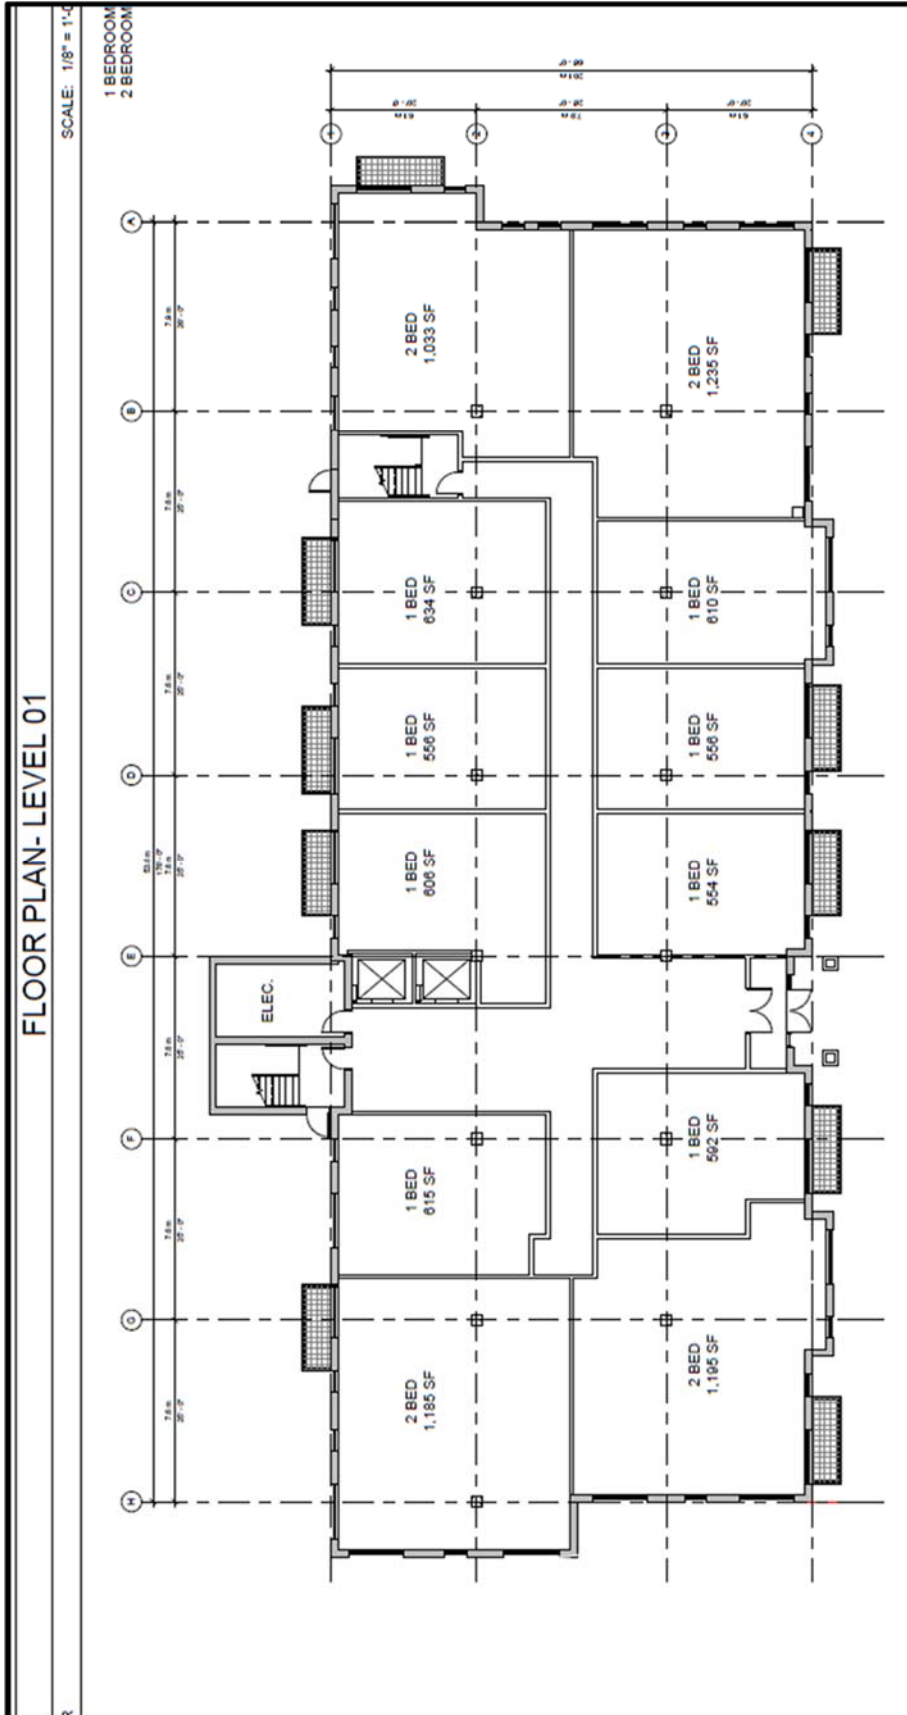 FLOOR PLAN- LEVEL 01
SCALE: 1/8" = 1'-0
1 BEDROOM
2 BEDROOM
1
2
3
4
A
B
C
D
E
F
G
H
2 BED
1,033 SF
2 BED
1,235 SF
1 BED
634 SF
1 BED
610 SF
1 BED
556 SF
1 BED
556 SF
1 BED
606 SF
1 BED
554 SF
ELEC.
1 BED
615 SF
1 BED
592 SF
2 BED
1,185 SF
2 BED
1,195 SF